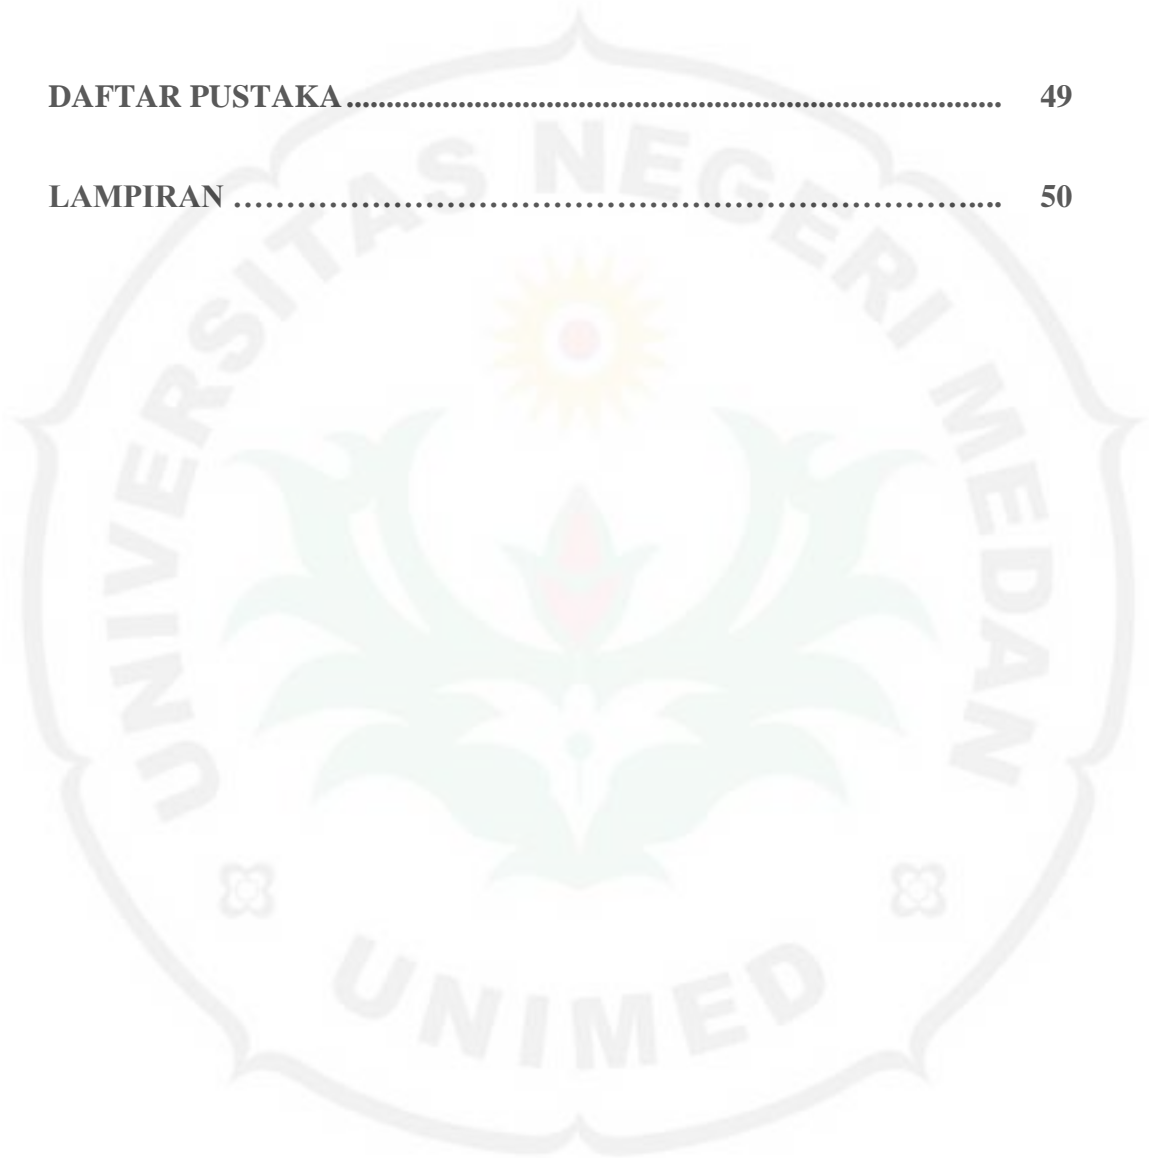 DAFTAR PUSTAKA ................................................................................... 49
LAMPIRAN …………………………………………….………………….... 50
UNIVERSITAS NEGERI MEDAN
UNIMED